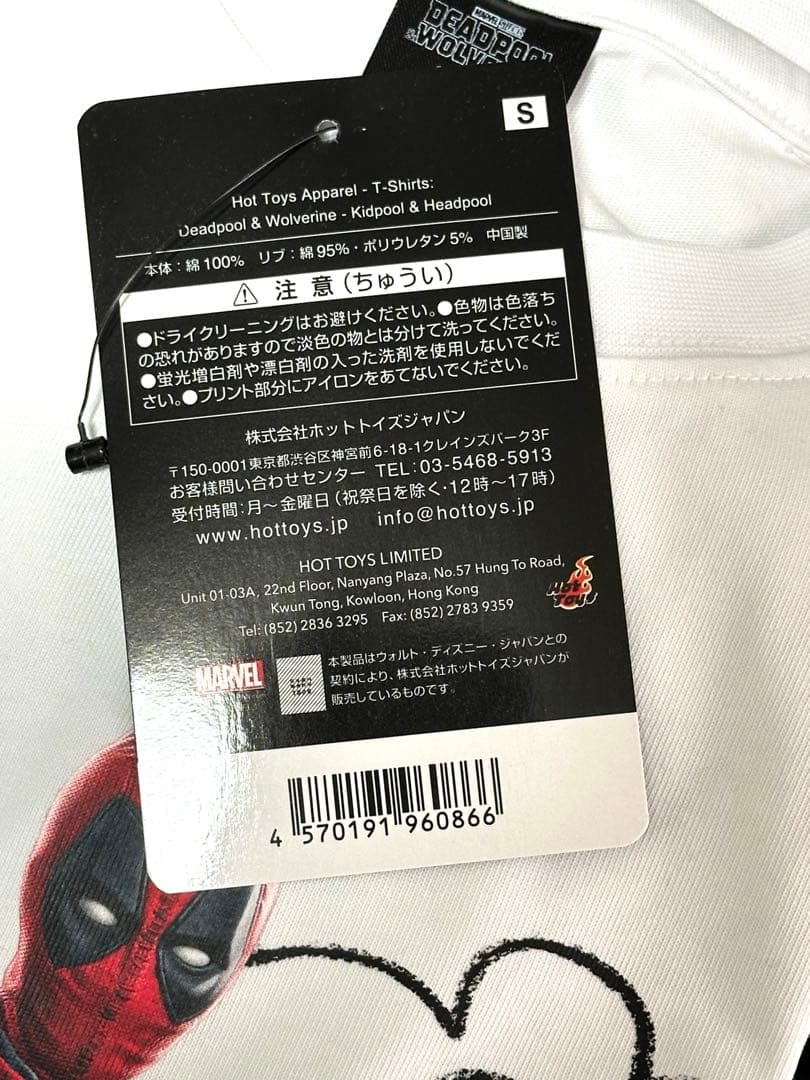 MARVEL STUDIOS
DEADPOOL
& WOLVERINE
S
Hot Toys Apparel - T-Shirts:
Deadpool & Wolverine - Kidpool & Headpool
本体：綿100%　リブ：綿95%・ポリウレタン5%　中国製
注 意（ちゅうい）
●ドライクリーニングはお避けください。●色物は色落ち
の恐れがありますので淡色の物とは分けて洗ってください。
●蛍光増白剤や漂白剤の入った洗剤を使用しないでくだ
さい。●プリント部分にアイロンをあてないでください。
株式会社ホットトイズジャパン
〒150-0001東京都渋谷区神宮前6-18-1クレインズパーク3F
お客様問い合わせセンター TEL：03-5468-5913
受付時間：月～金曜日（祝祭日を除く・12時～17時）
www.hottoys.jp　info@hottoys.jp
HOT TOYS LIMITED
Unit 01-03A, 22nd Floor, Nanyang Plaza, No.57 Hung To Road,
Kwun Tong, Kowloon, Hong Kong
Tel: (852) 2836 3295　Fax: (852) 2783 9359
HOT TOYS
MARVEL
本製品はウォルト・ディズニー・ジャパンとの
契約により、株式会社ホットトイズジャパンが
販売しているものです。
4 570191 960866